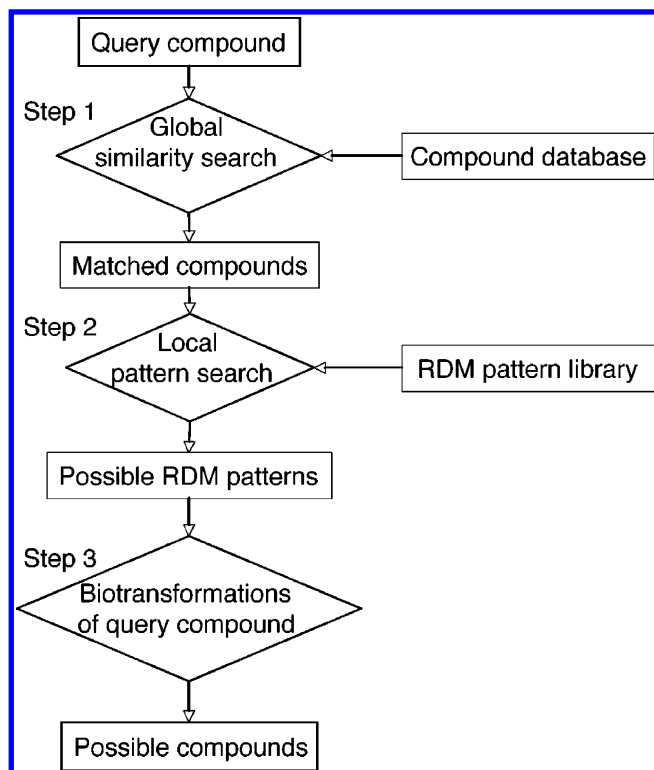 Query compound
Step 1
Global
similarity search
Compound database
Matched compounds
Step 2
Local
pattern search
RDM pattern library
Possible RDM patterns
Step 3
Biotransformations
of query compound
Possible compounds